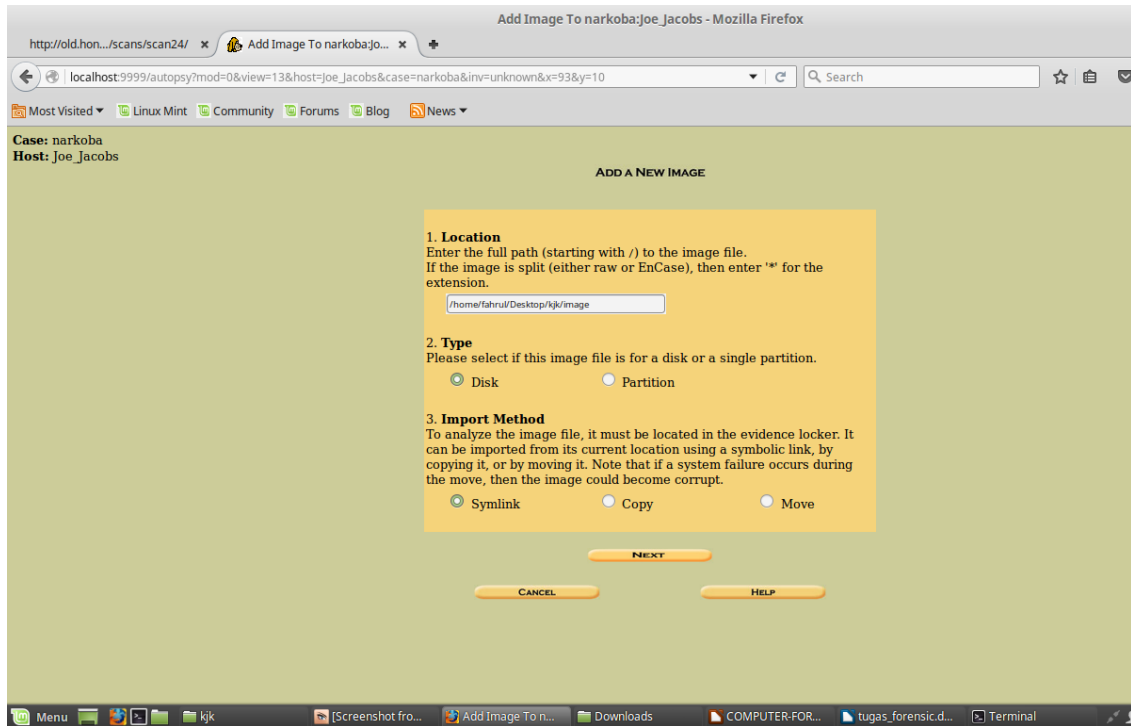 Add Image To narkoba:Joe_Jacobs - Mozilla Firefox
http://old.hon.../scans/scan24/
Add Image To narkoba:Jo...
localhost:9999/autopsy?mod=0&view=13&host=Joe_Jacobs&case=narkoba&inv=unknown&x=93&y=10
Search
Most Visited
Linux Mint
Community
Forums
Blog
News
Case: narkoba
Host: Joe_Jacobs
ADD A NEW IMAGE
1. Location
Enter the full path (starting with /) to the image file.
If the image is split (either raw or EnCase), then enter '*' for the
extension.
/home/fahrul/Desktop/kjk/image
2. Type
Please select if this image file is for a disk or a single partition.
Disk
Partition
3. Import Method
To analyze the image file, it must be located in the evidence locker. It
can be imported from its current location using a symbolic link, by
copying it, or by moving it. Note that if a system failure occurs during
the move, then the image could become corrupt.
Symlink
Copy
Move
NEXT
CANCEL
HELP
Menu
kjk
[Screenshot fro...
Add Image To n...
Downloads
COMPUTER-FOR...
tugas_forensic.d...
Terminal